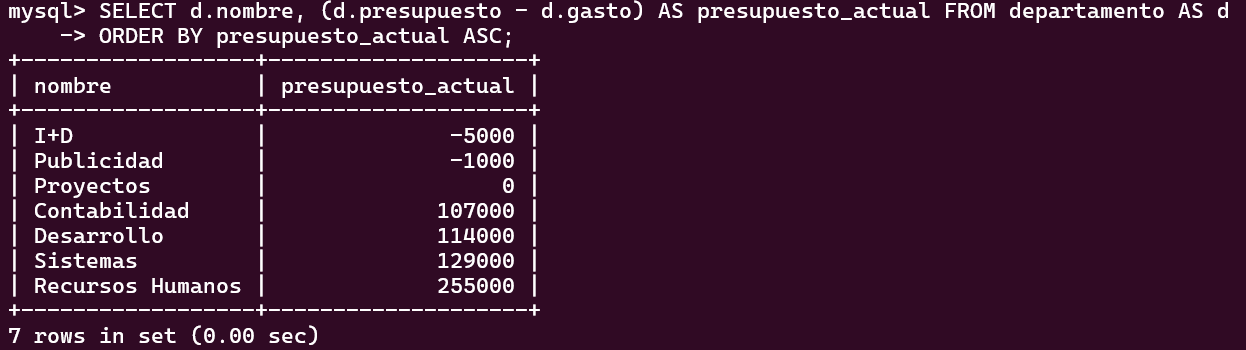 mysql> SELECT d.nombre, (d.presupuesto - d.gasto) AS presupuesto_actual FROM departamento AS d
    -> ORDER BY presupuesto_actual ASC;
+------------------+--------------------+
| nombre           | presupuesto_actual |
+------------------+--------------------+
| I+D              |              -5000 |
| Publicidad       |              -1000 |
| Proyectos        |                  0 |
| Contabilidad     |             107000 |
| Desarrollo       |             114000 |
| Sistemas         |             129000 |
| Recursos Humanos |             255000 |
+------------------+--------------------+
7 rows in set (0.00 sec)